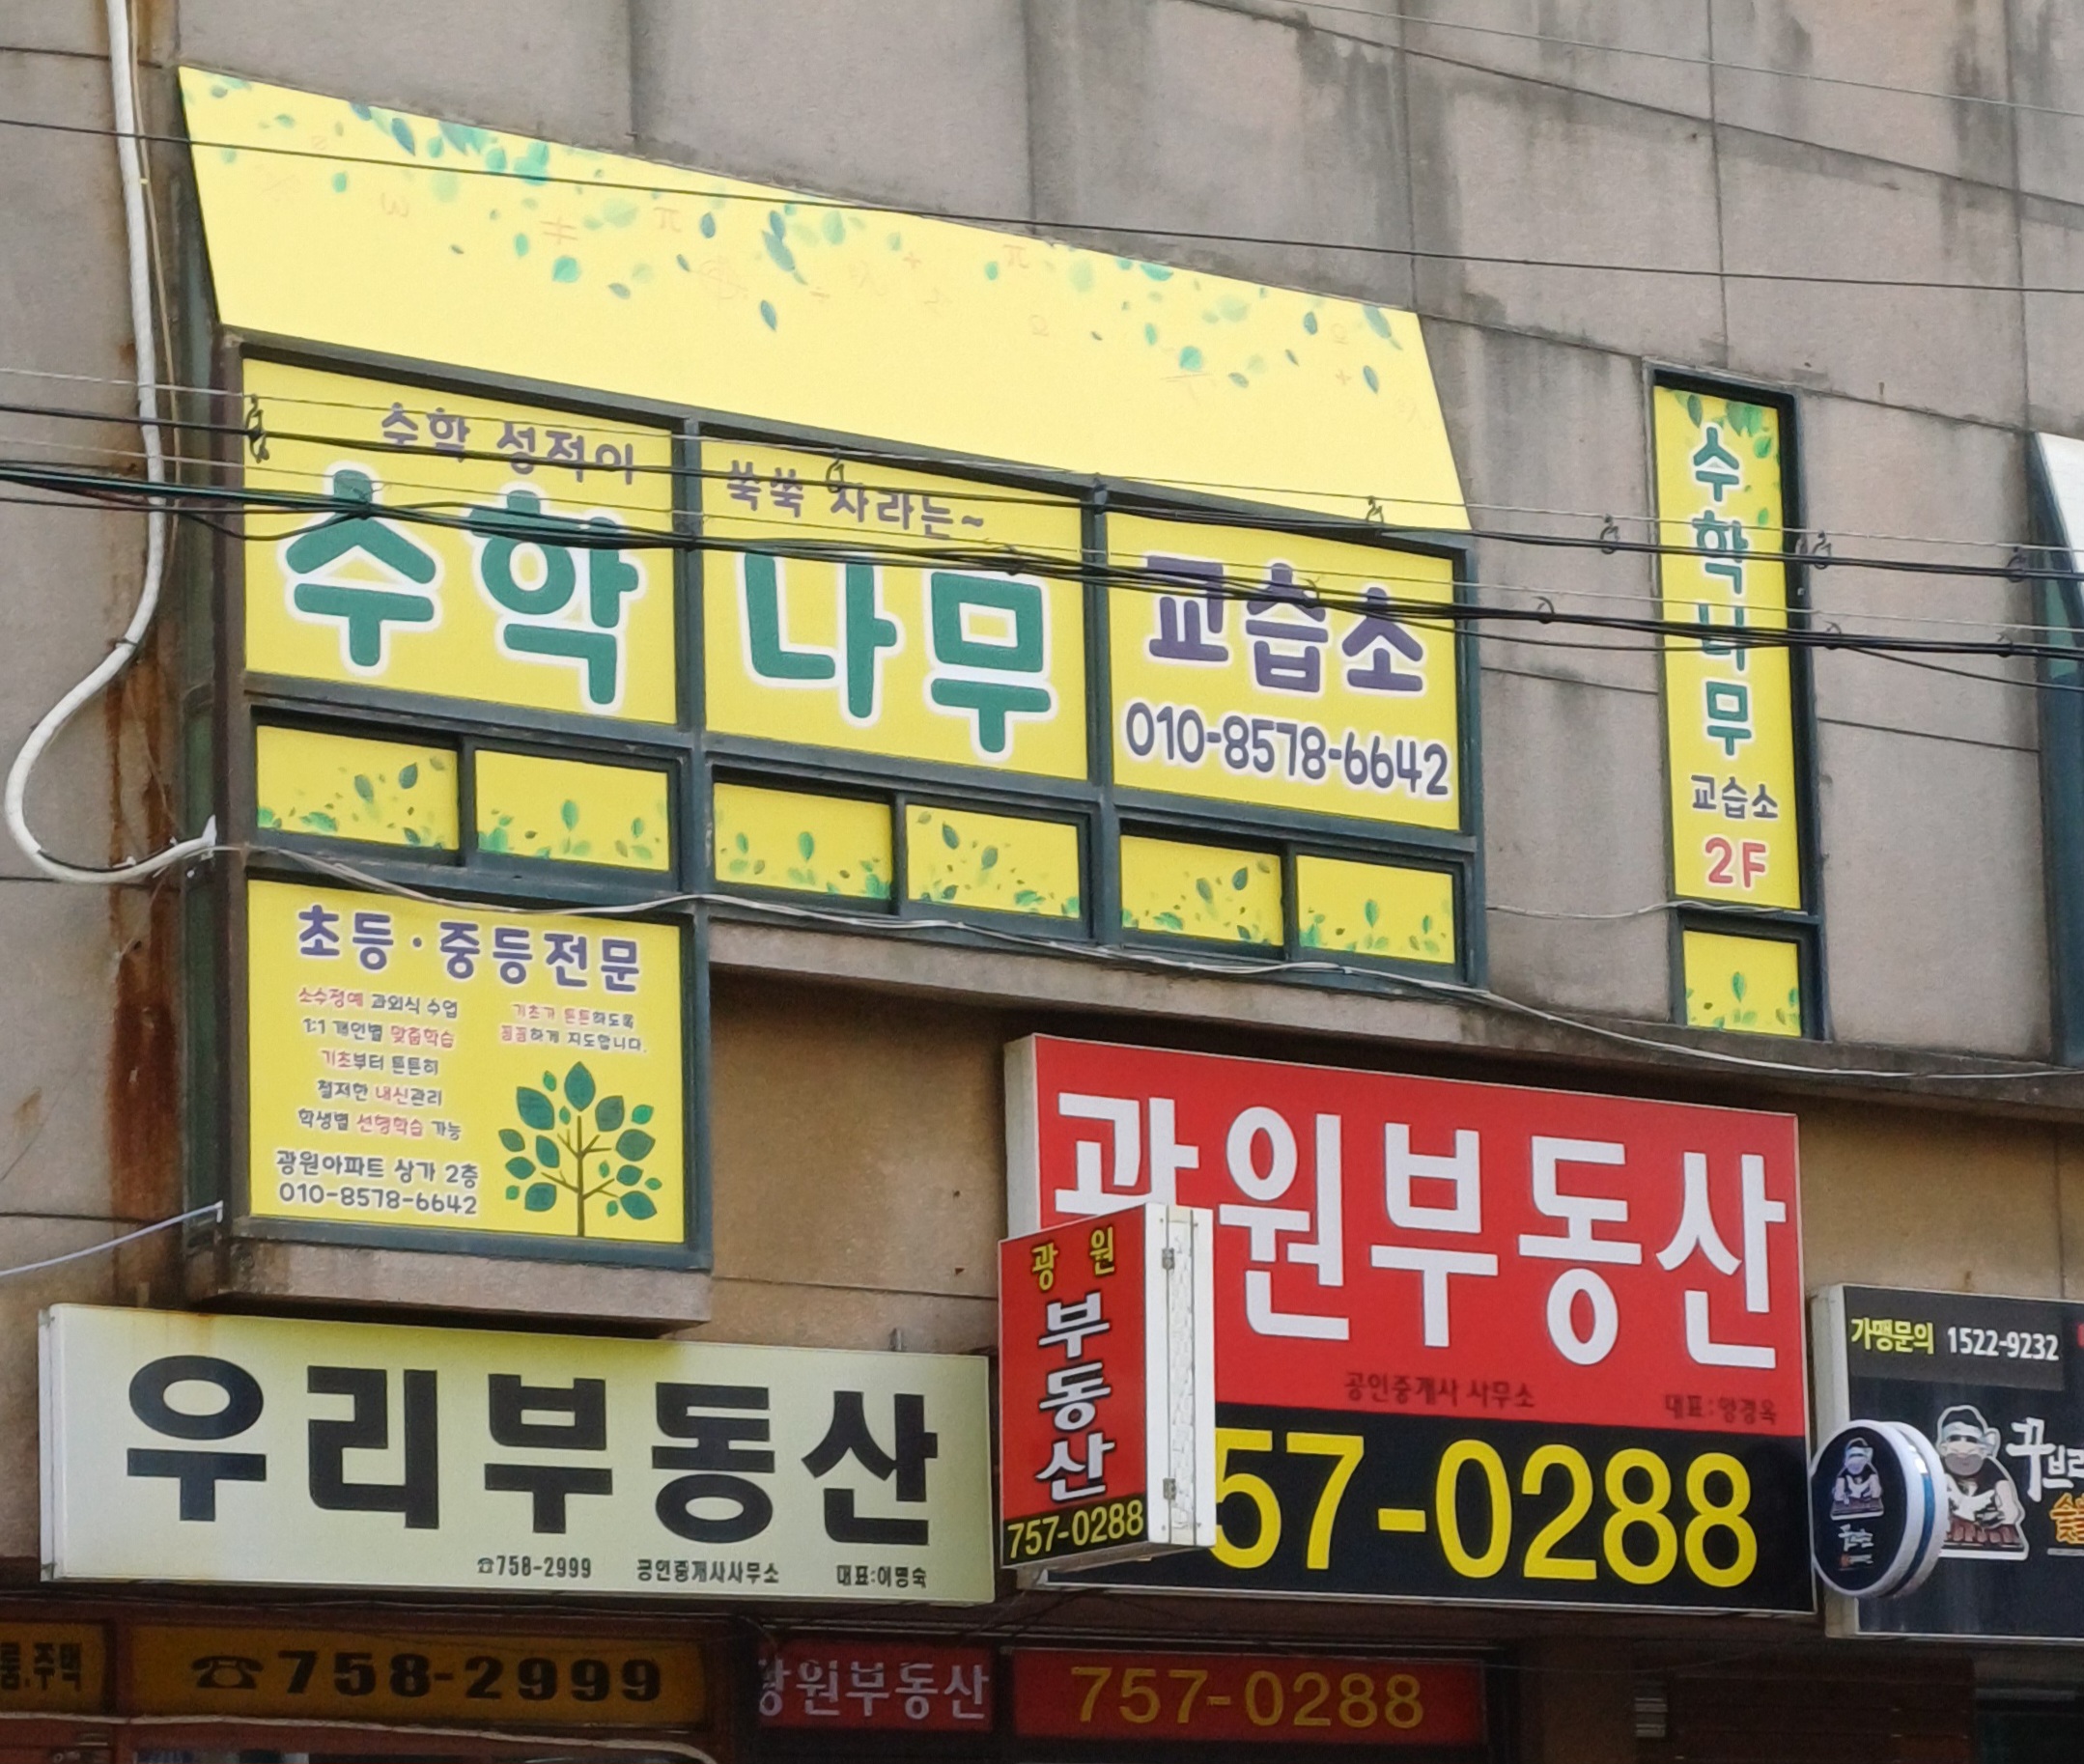 수학 성적이
쑥쑥 자라는~
수학 나무 교습소
010-8578-6642
수학나무
교습소
2F
초등·중등전문
소수정예 과외식 수업
1:1 개인별 맞춤학습
기초부터 튼튼히
철저한 내신관리
학생별 선행학습 가능
기초가 튼튼하도록
꼼꼼하게 지도합니다.
광원아파트 상가 2층
010-8578-6642
광원부동산
공인중개사 사무소
57-0288
광원
부동산
757-0288
우리부동산
☎758-2999 공인중개사사무소 대표:이명숙
가맹문의 1522-9232
주택
☎758-2999
광원부동산
757-0288